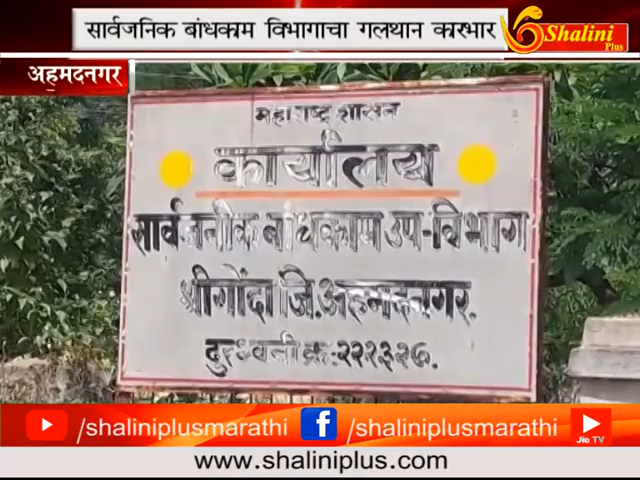 सार्वजनिक बांधकाम विभागाचा गलथान कारभार
Shalini
Plus
अहमदनगर
महाराष्ट्र शासन
कार्यालय
सार्वजनीक बांधकाम उप-विभाग
श्रीगोंदा जि.अहमदनगर.
दुरध्वनी क्र:२२२३२७.
/shaliniplusmarathi
/shaliniplusmarathi
Jio TV
www.shaliniplus.com